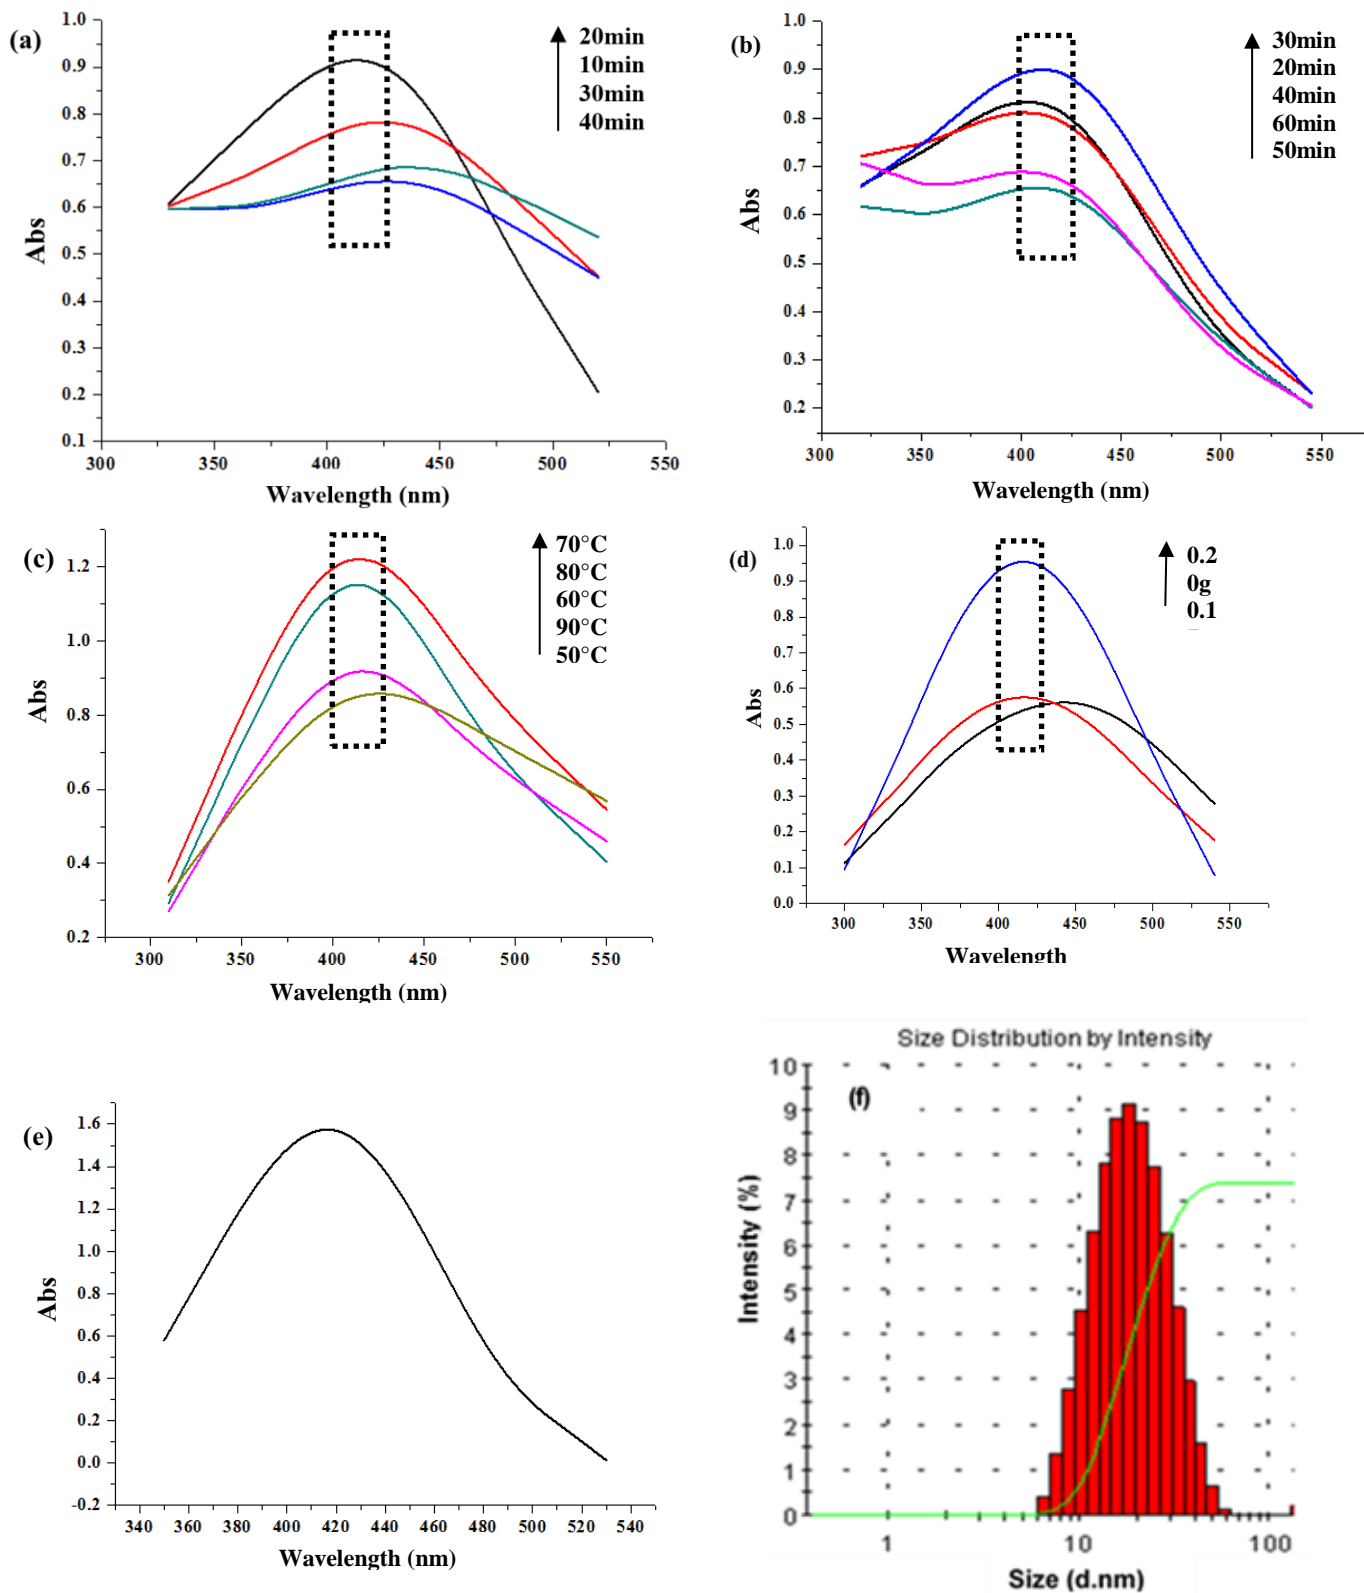 (a)
20min
10min
30min
40min
1.0
0.9
0.8
0.7
0.6
0.5
0.4
0.3
0.2
0.1
Abs
300
350
400
450
500
550
Wavelength (nm)
(b)
30min
20min
40min
60min
50min
1.0
0.9
0.8
0.7
0.6
0.5
0.4
0.3
0.2
Abs
300
350
400
450
500
550
Wavelength (nm)
(c)
70°C
80°C
60°C
90°C
50°C
1.2
1.0
0.8
0.6
0.4
0.2
Abs
300
350
400
450
500
550
Wavelength (nm)
(d)
0.2
0g
0.1
1.0
0.9
0.8
0.7
0.6
0.5
0.4
0.3
0.2
0.1
0.0
Abs
300
350
400
450
500
550
Wavelength
(e)
1.6
1.4
1.2
1.0
0.8
0.6
0.4
0.2
0.0
-0.2
Abs
340
360
380
400
420
440
460
480
500
520
540
Wavelength (nm)
Size Distribution by Intensity
(f)
10
9
8
7
6
5
4
3
2
1
0
Intensity (%)
1
10
100
Size (d.nm)